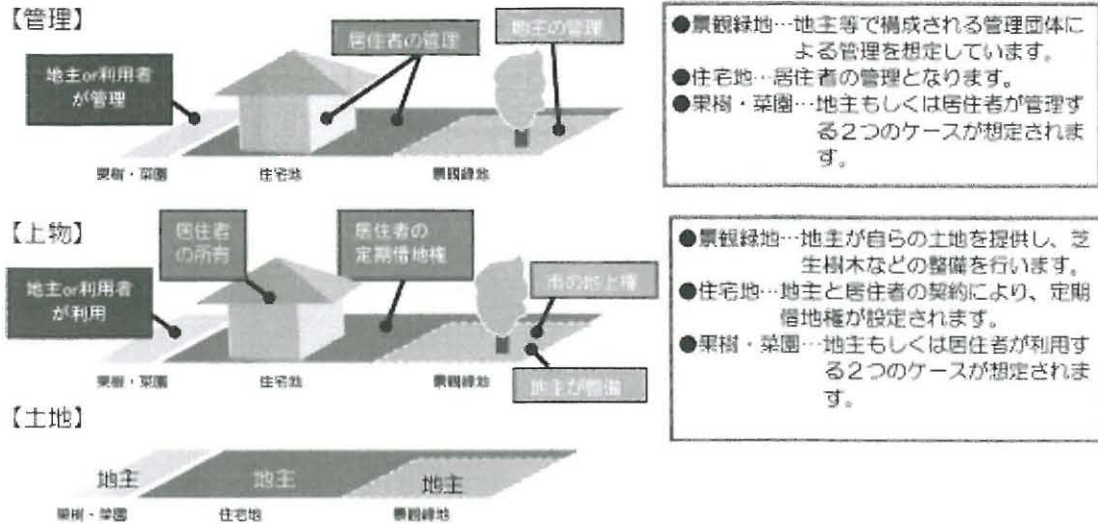 【管理】
地主or利用者
が管理
居住者の管理
地主の管理
果樹・菜園
住宅地
景観緑地
●景観緑地…地主等で構成される管理団体に
よる管理を想定しています。
●住宅地…居住者の管理となります。
●果樹・菜園…地主もしくは居住者が管理す
る２つのケースが想定されま
す。
【上物】
地主or利用者
が利用
居住者
の所有
居住者の
定期借地権
市の地上権
地主が整備
果樹・菜園
住宅地
景観緑地
●景観緑地…地主が自らの土地を提供し、芝
生樹木などの整備を行います。
●住宅地…地主と居住者の契約により、定期
借地権が設定されます。
●果樹・菜園…地主もしくは居住者が利用す
る２つのケースが想定されま
す。
【土地】
地主
地主
地主
果樹・菜園
住宅地
景観緑地